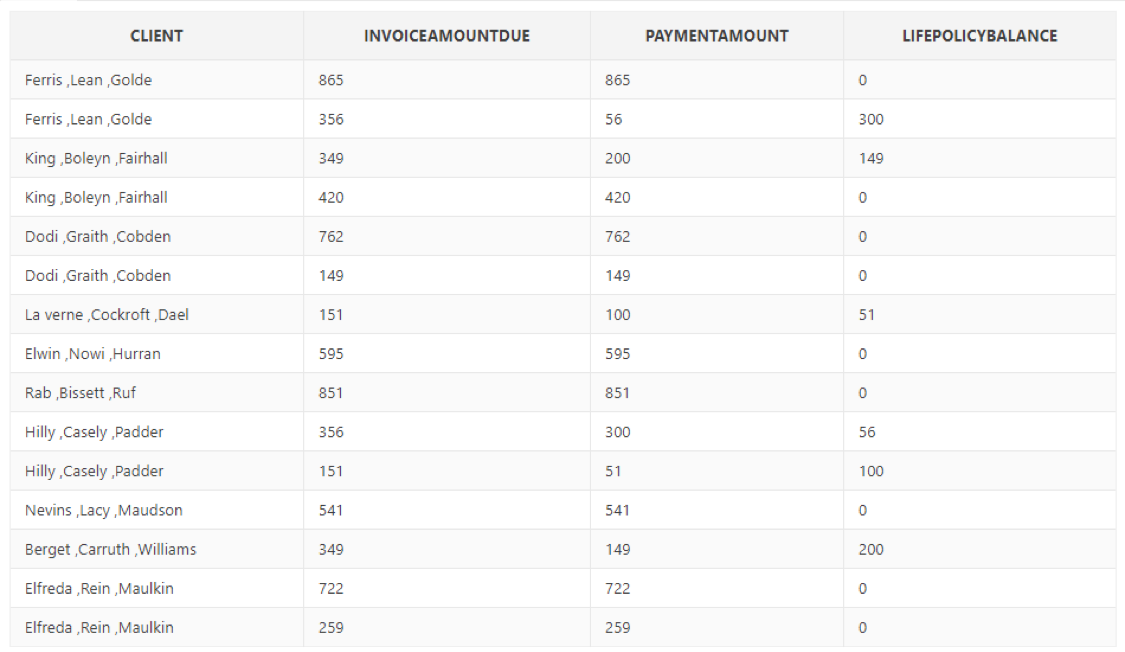 CLIENT INVOICEAMOUNTDUE PAYMENTAMOUNT LIFEPOLICYBALANCE
Ferris ,Lean ,Golde 865 865 0
Ferris ,Lean ,Golde 356 56 300
King ,Boleyn ,Fairhall 349 200 149
King ,Boleyn ,Fairhall 420 420 0
Dodi ,Graith ,Cobden 762 762 0
Dodi ,Graith ,Cobden 149 149 0
La verne ,Cockroft ,Dael 151 100 51
Elwin ,Nowi ,Hurran 595 595 0
Rab ,Bissett ,Ruf 851 851 0
Hilly ,Casely ,Padder 356 300 56
Hilly ,Casely ,Padder 151 51 100
Nevins ,Lacy ,Maudson 541 541 0
Berget ,Carruth ,Williams 349 149 200
Elfreda ,Rein ,Maulkin 722 722 0
Elfreda ,Rein ,Maulkin 259 259 0